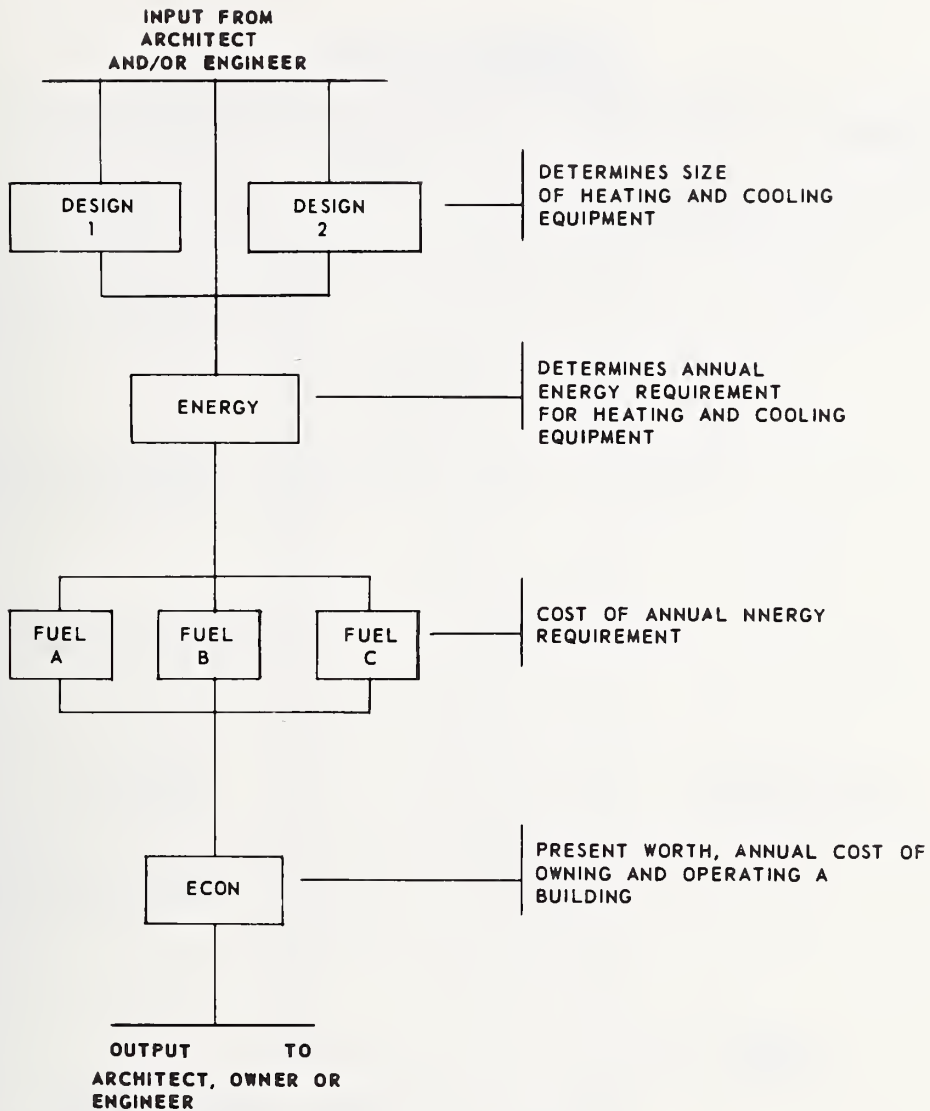 INPUT FROM
ARCHITECT
AND/OR ENGINEER
DESIGN
1
DESIGN
2
DETERMINES SIZE
OF HEATING AND COOLING
EQUIPMENT
ENERGY
DETERMINES ANNUAL
ENERGY REQUIREMENT
FOR HEATING AND COOLING
EQUIPMENT
FUEL
A
FUEL
B
FUEL
C
COST OF ANNUAL NNERGY
REQUIREMENT
ECON
PRESENT WORTH, ANNUAL COST OF
OWNING AND OPERATING A
BUILDING
OUTPUT TO
ARCHITECT, OWNER OR
ENGINEER